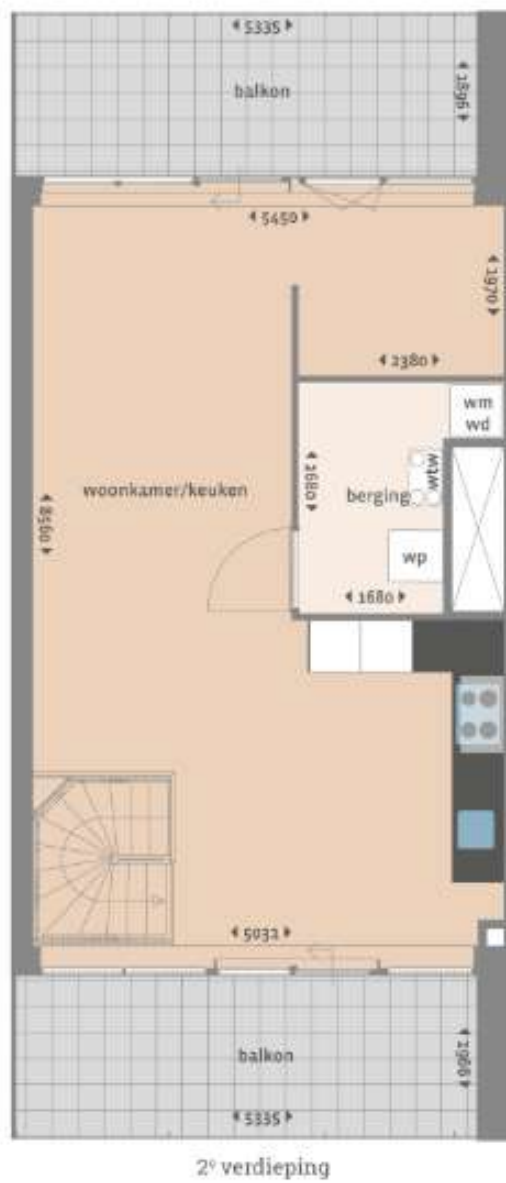 5335
balkon
1896
5450
1970
2380
wm
wd
woonkamer/keuken
2680
berging
wtw
8560
wp
1680
5032
balkon
1966
5335
2e verdieping